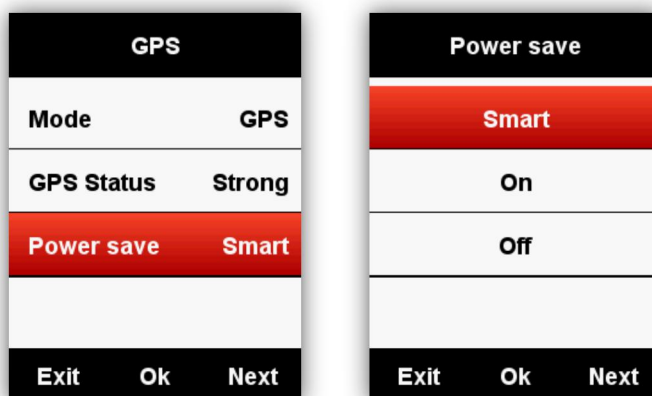 GPS
Mode GPS
GPS Status Strong
Power save Smart
Exit Ok Next
Power save
Smart
On
Off
Exit Ok Next